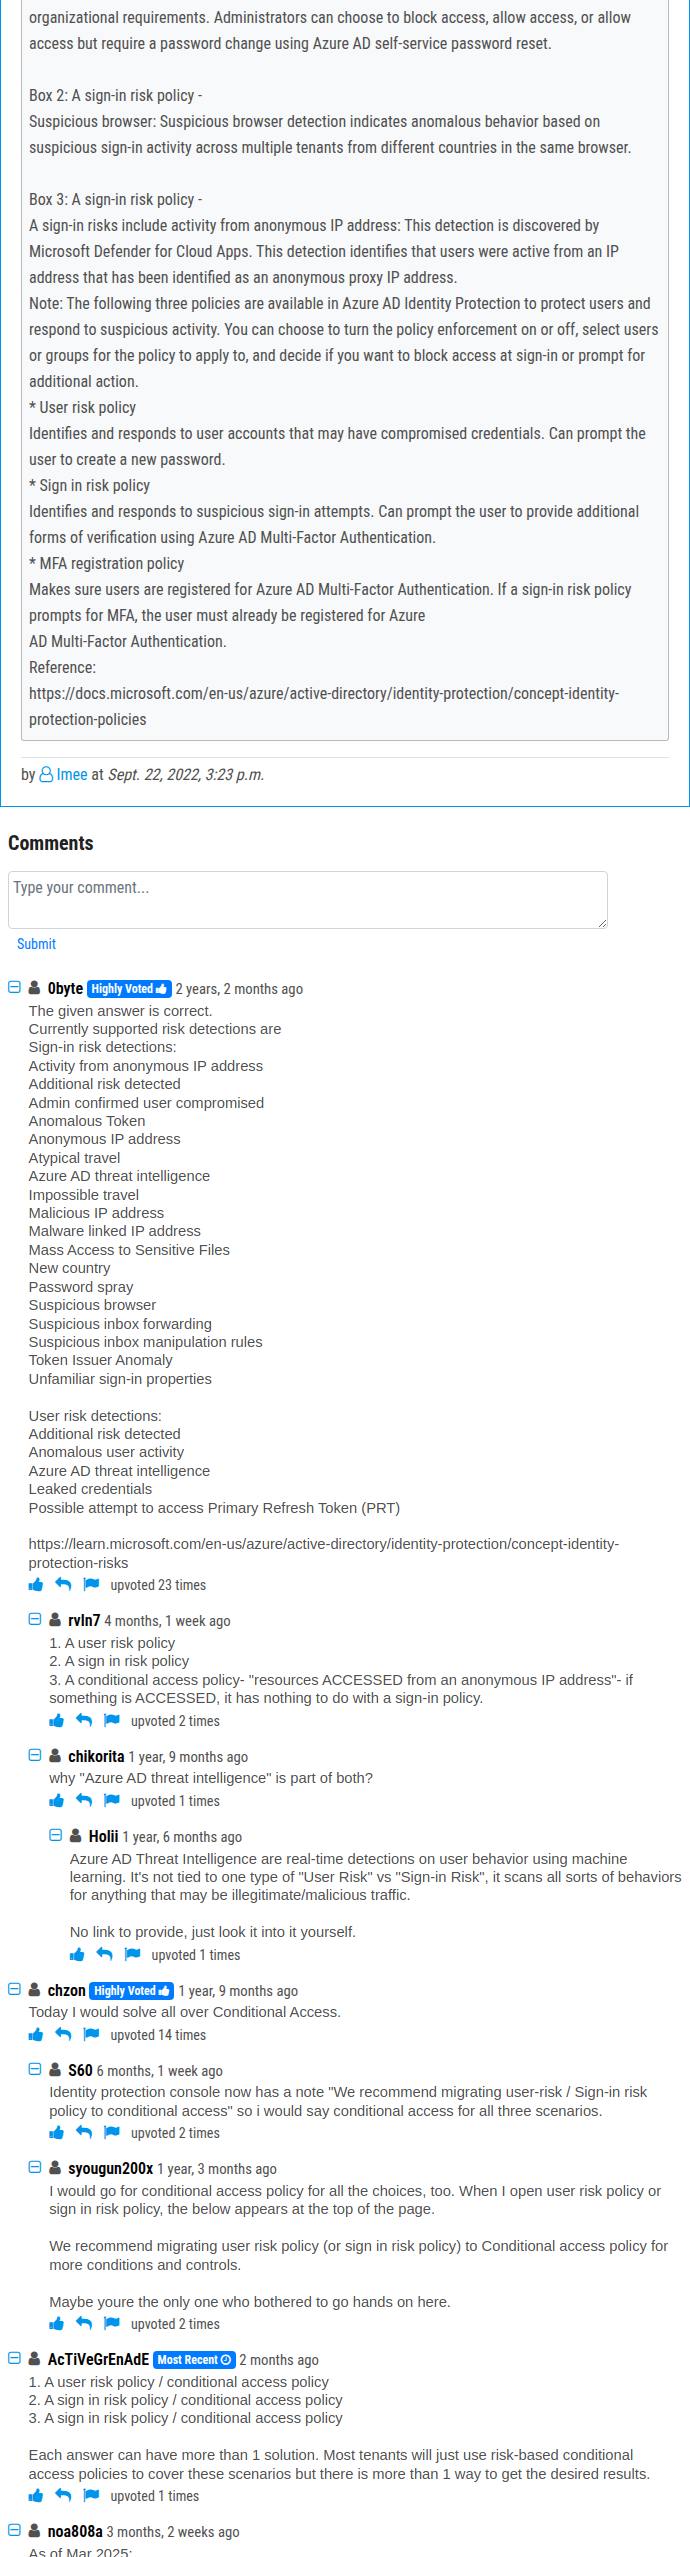 organizational requirements. Administrators can choose to block access, allow access, or allow
access but require a password change using Azure AD self-service password reset.
Box 2: A sign-in risk policy -
Suspicious browser: Suspicious browser detection indicates anomalous behavior based on
suspicious sign-in activity across multiple tenants from different countries in the same browser.
Box 3: A sign-in risk policy -
A sign-in risks include activity from anonymous IP address: This detection is discovered by
Microsoft Defender for Cloud Apps. This detection identifies that users were active from an IP
address that has been identified as an anonymous proxy IP address.
Note: The following three policies are available in Azure AD Identity Protection to protect users and
respond to suspicious activity. You can choose to turn the policy enforcement on or off, select users
or groups for the policy to apply to, and decide if you want to block access at sign-in or prompt for
additional action.
* User risk policy
Identifies and responds to user accounts that may have compromised credentials. Can prompt the
user to create a new password.
* Sign in risk policy
Identifies and responds to suspicious sign-in attempts. Can prompt the user to provide additional
forms of verification using Azure AD Multi-Factor Authentication.
* MFA registration policy
Makes sure users are registered for Azure AD Multi-Factor Authentication. If a sign-in risk policy
prompts for MFA, the user must already be registered for Azure
AD Multi-Factor Authentication.
Reference:
https://docs.microsoft.com/en-us/azure/active-directory/identity-protection/concept-identity-
protection-policies
by Imee at Sept. 22, 2022, 3:23 p.m.
Comments
Type your comment...
Submit
0byte Highly Voted 2 years, 2 months ago
The given answer is correct.
Currently supported risk detections are
Sign-in risk detections:
Activity from anonymous IP address
Additional risk detected
Admin confirmed user compromised
Anomalous Token
Anonymous IP address
Atypical travel
Azure AD threat intelligence
Impossible travel
Malicious IP address
Malware linked IP address
Mass Access to Sensitive Files
New country
Password spray
Suspicious browser
Suspicious inbox forwarding
Suspicious inbox manipulation rules
Token Issuer Anomaly
Unfamiliar sign-in properties
User risk detections:
Additional risk detected
Anomalous user activity
Azure AD threat intelligence
Leaked credentials
Possible attempt to access Primary Refresh Token (PRT)
https://learn.microsoft.com/en-us/azure/active-directory/identity-protection/concept-identity-
protection-risks
upvoted 23 times
rvln7 4 months, 1 week ago
1. A user risk policy
2. A sign in risk policy
3. A conditional access policy- "resources ACCESSED from an anonymous IP address"- if
something is ACCESSED, it has nothing to do with a sign-in policy.
upvoted 2 times
chikorita 1 year, 9 months ago
why "Azure AD threat intelligence" is part of both?
upvoted 1 times
Holii 1 year, 6 months ago
Azure AD Threat Intelligence are real-time detections on user behavior using machine
learning. It's not tied to one type of "User Risk" vs "Sign-in Risk", it scans all sorts of behaviors
for anything that may be illegitimate/malicious traffic.
No link to provide, just look it into it yourself.
upvoted 1 times
chzon Highly Voted 1 year, 9 months ago
Today I would solve all over Conditional Access.
upvoted 14 times
S60 6 months, 1 week ago
Identity protection console now has a note "We recommend migrating user-risk / Sign-in risk
policy to conditional access" so i would say conditional access for all three scenarios.
upvoted 2 times
syougun200x 1 year, 3 months ago
I would go for conditional access policy for all the choices, too. When I open user risk policy or
sign in risk policy, the below appears at the top of the page.
We recommend migrating user risk policy (or sign in risk policy) to Conditional access policy for
more conditions and controls.
Maybe youre the only one who bothered to go hands on here.
upvoted 2 times
AcTiVeGrEnAdE Most Recent 2 months ago
1. A user risk policy / conditional access policy
2. A sign in risk policy / conditional access policy
3. A sign in risk policy / conditional access policy
Each answer can have more than 1 solution. Most tenants will just use risk-based conditional
access policies to cover these scenarios but there is more than 1 way to get the desired results.
upvoted 1 times
noa808a 3 months, 2 weeks ago
As of Mar 2025: